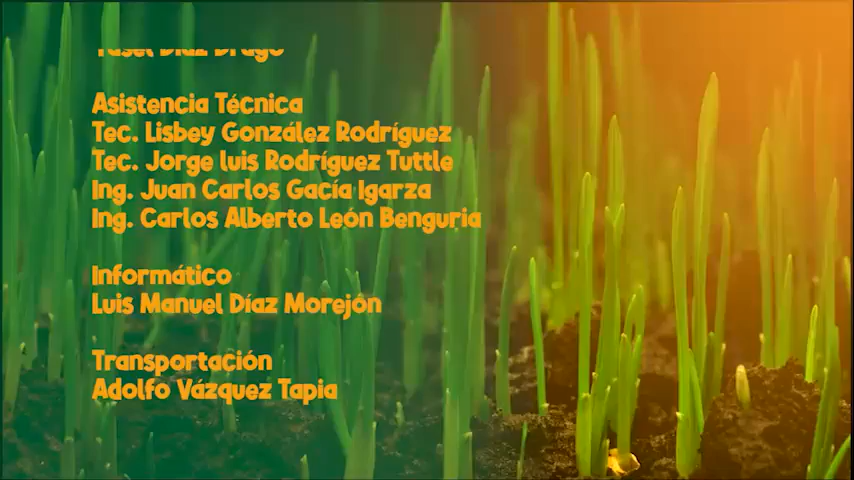 Asistencia Técnica
Tec. Lisbey González Rodríguez
Tec. Jorge luis Rodríguez Tuttle
Ing. Juan Carlos Gacía Igarza
Ing. Carlos Alberto León Benguria
Informático
Luis Manuel Díaz Morejón
Transportación
Adolfo Vázquez Tapia